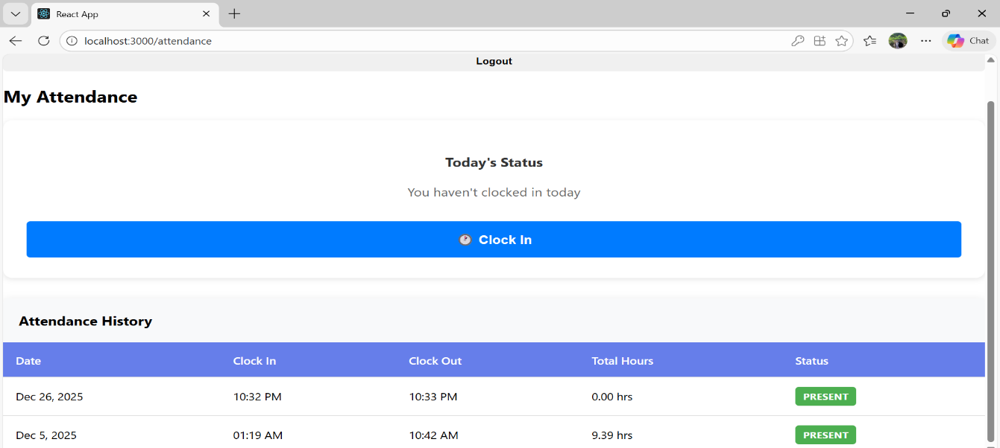 React App
localhost:3000/attendance
Chat
Logout
My Attendance
Today's Status
You haven't clocked in today
Clock In
Attendance History
Date Clock In Clock Out Total Hours Status
Dec 26, 2025 10:32 PM 10:33 PM 0.00 hrs PRESENT
Dec 5, 2025 01:19 AM 10:42 AM 9.39 hrs PRESENT